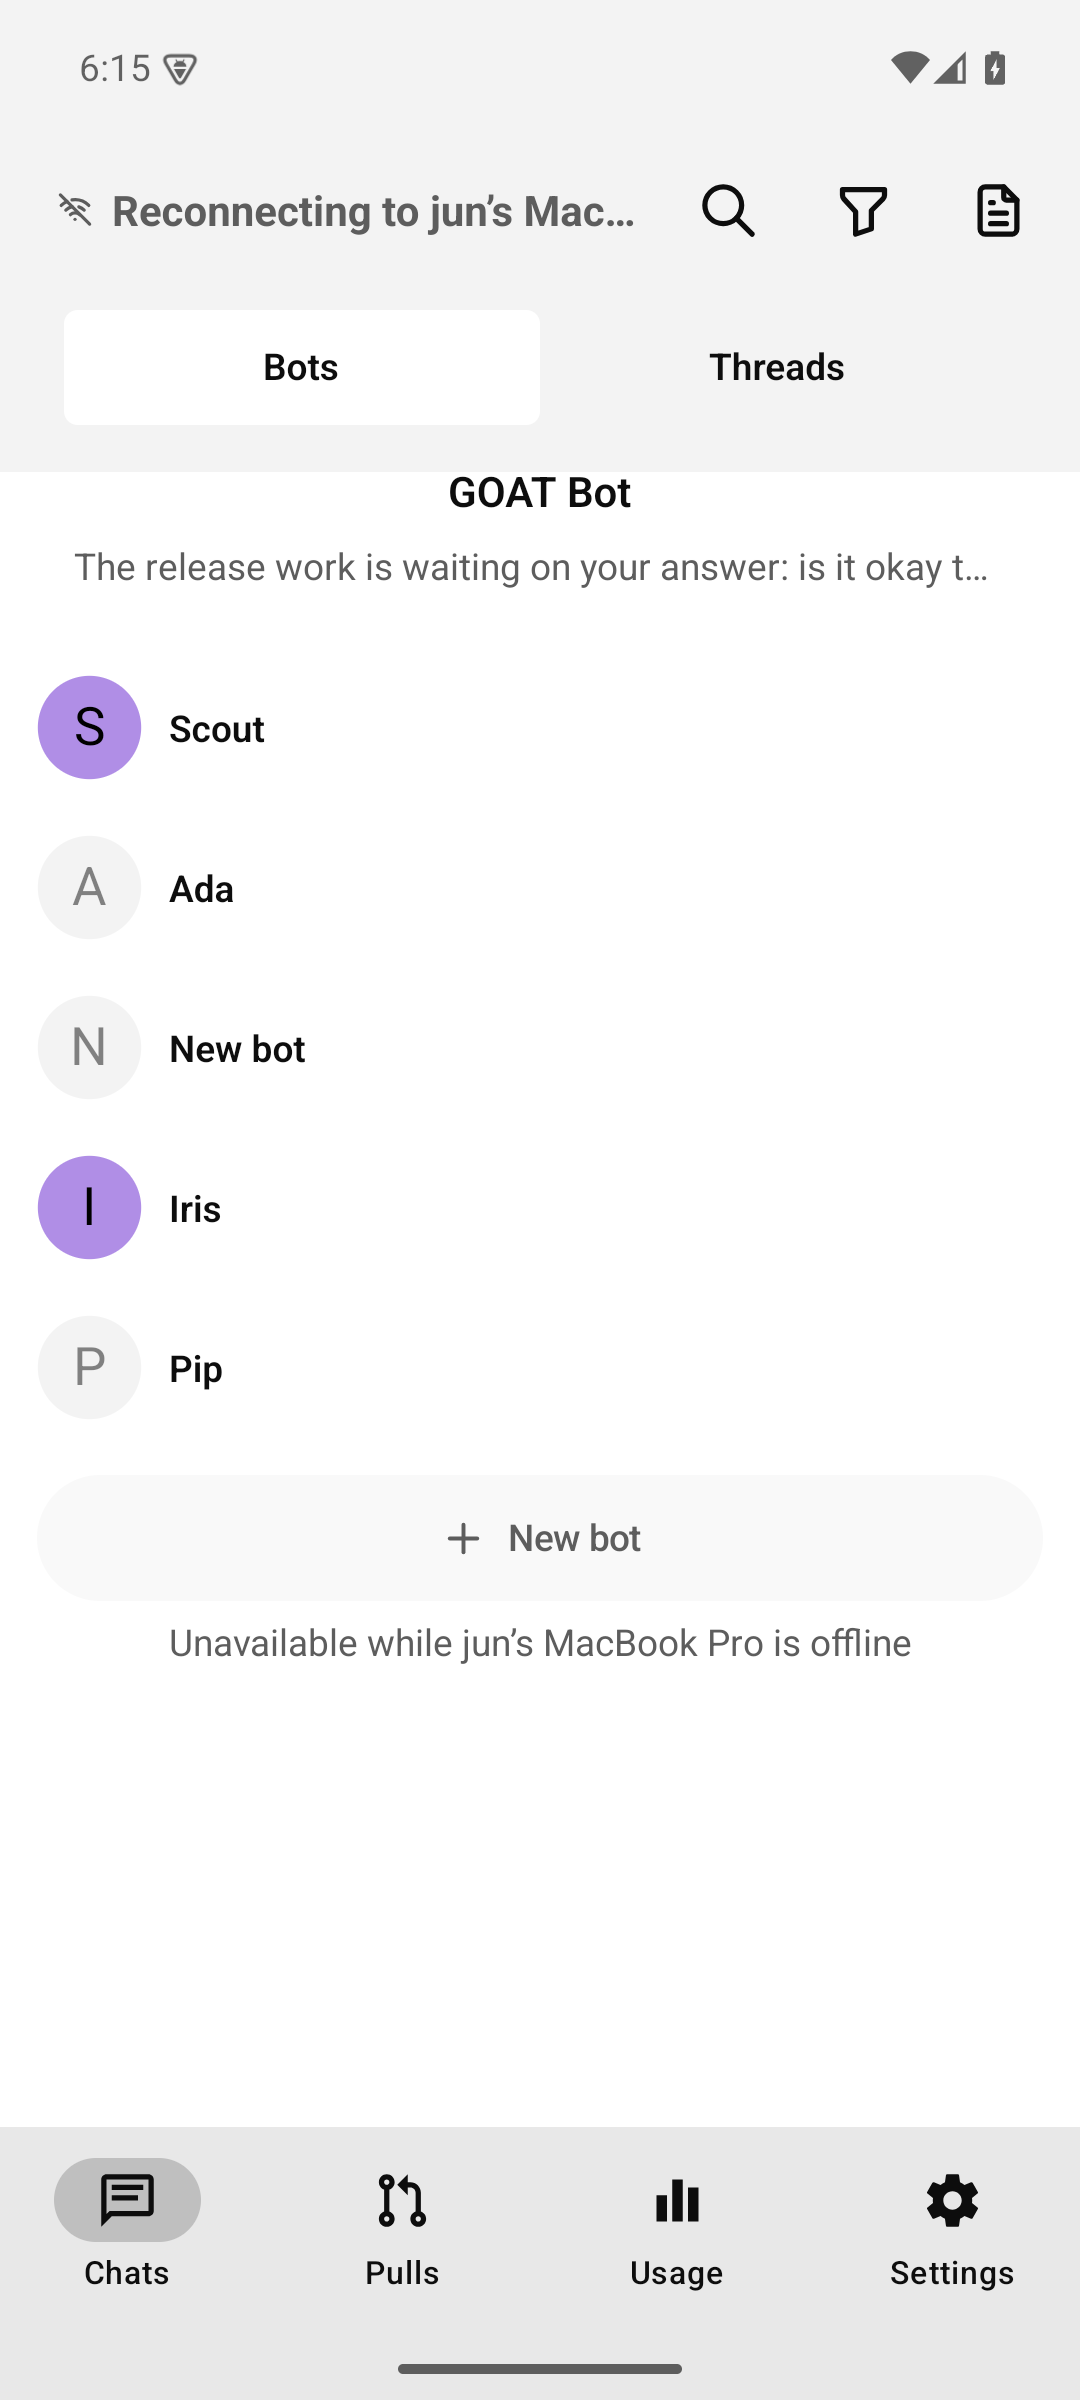 6:15
Reconnecting to jun’s Mac…
Bots
Threads
GOAT Bot
The release work is waiting on your answer: is it okay t…
S
Scout
A
Ada
N
New bot
I
Iris
P
Pip
New bot
Unavailable while jun’s MacBook Pro is offline
Chats
Pulls
Usage
Settings